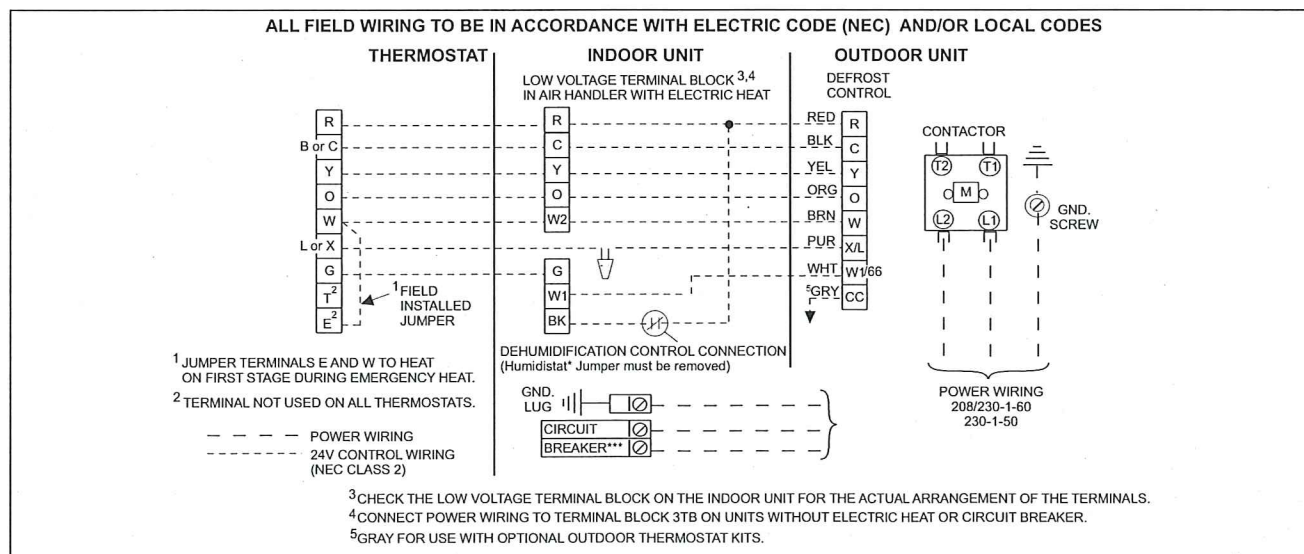 ALL FIELD WIRING TO BE IN ACCORDANCE WITH ELECTRIC CODE (NEC) AND/OR LOCAL CODES
THERMOSTAT
INDOOR UNIT
OUTDOOR UNIT
LOW VOLTAGE TERMINAL BLOCK 3,4
IN AIR HANDLER WITH ELECTRIC HEAT
DEFROST
CONTROL
R
B or C
Y
O
W
L or X
G
T2
E2
1 FIELD
INSTALLED
JUMPER
R
C
Y
O
W2
G
W1
BK
RED R
BLK C
YEL Y
ORG O
BRN W
PUR X/L
WHT W1/66
5GRY CC
CONTACTOR
T2 T1
M
L2 L1
GND.
SCREW
DEHUMIDIFICATION CONTROL CONNECTION
(Humidistat* Jumper must be removed)
1 JUMPER TERMINALS E AND W TO HEAT
ON FIRST STAGE DURING EMERGENCY HEAT.
2 TERMINAL NOT USED ON ALL THERMOSTATS.
POWER WIRING
24V CONTROL WIRING
(NEC CLASS 2)
GND.
LUG
CIRCUIT
BREAKER***
POWER WIRING
208/230-1-60
230-1-50
3CHECK THE LOW VOLTAGE TERMINAL BLOCK ON THE INDOOR UNIT FOR THE ACTUAL ARRANGEMENT OF THE TERMINALS.
4CONNECT POWER WIRING TO TERMINAL BLOCK 3TB ON UNITS WITHOUT ELECTRIC HEAT OR CIRCUIT BREAKER.
5GRAY FOR USE WITH OPTIONAL OUTDOOR THERMOSTAT KITS.